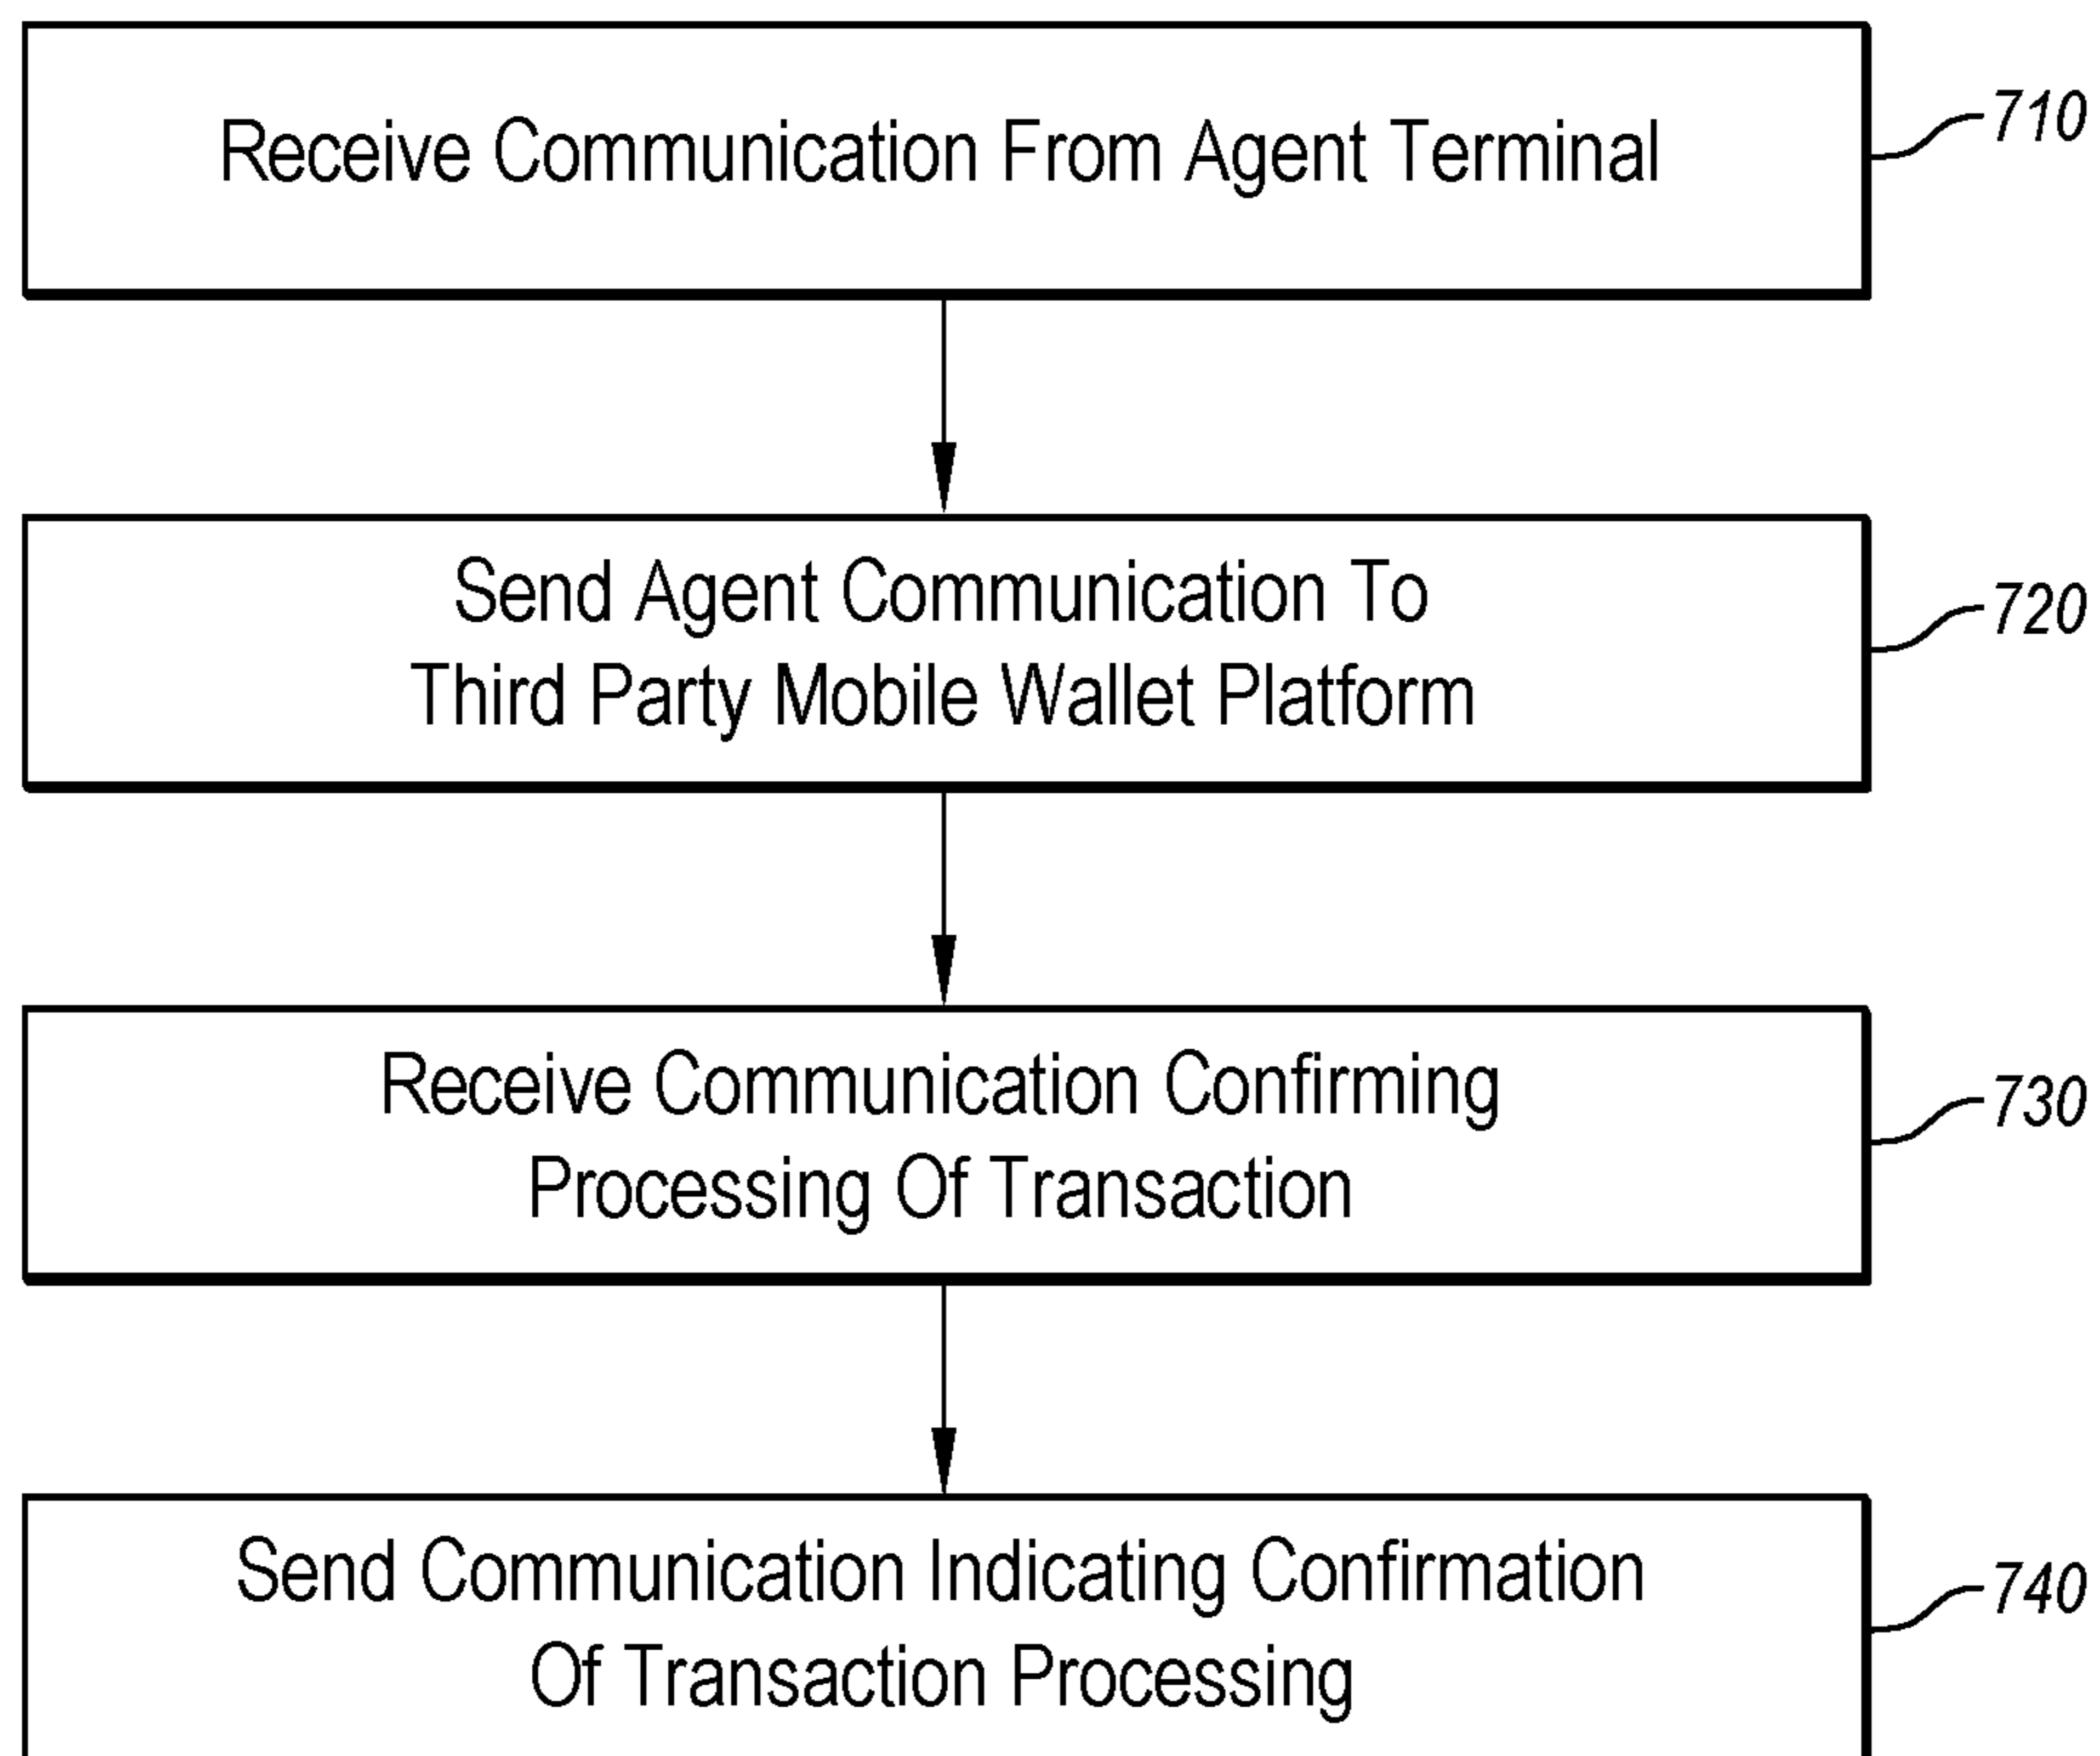 Receive Communication From Agent Terminal
710
Send Agent Communication To
Third Party Mobile Wallet Platform
720
Receive Communication Confirming
Processing Of Transaction
730
Send Communication Indicating Confirmation
Of Transaction Processing
740